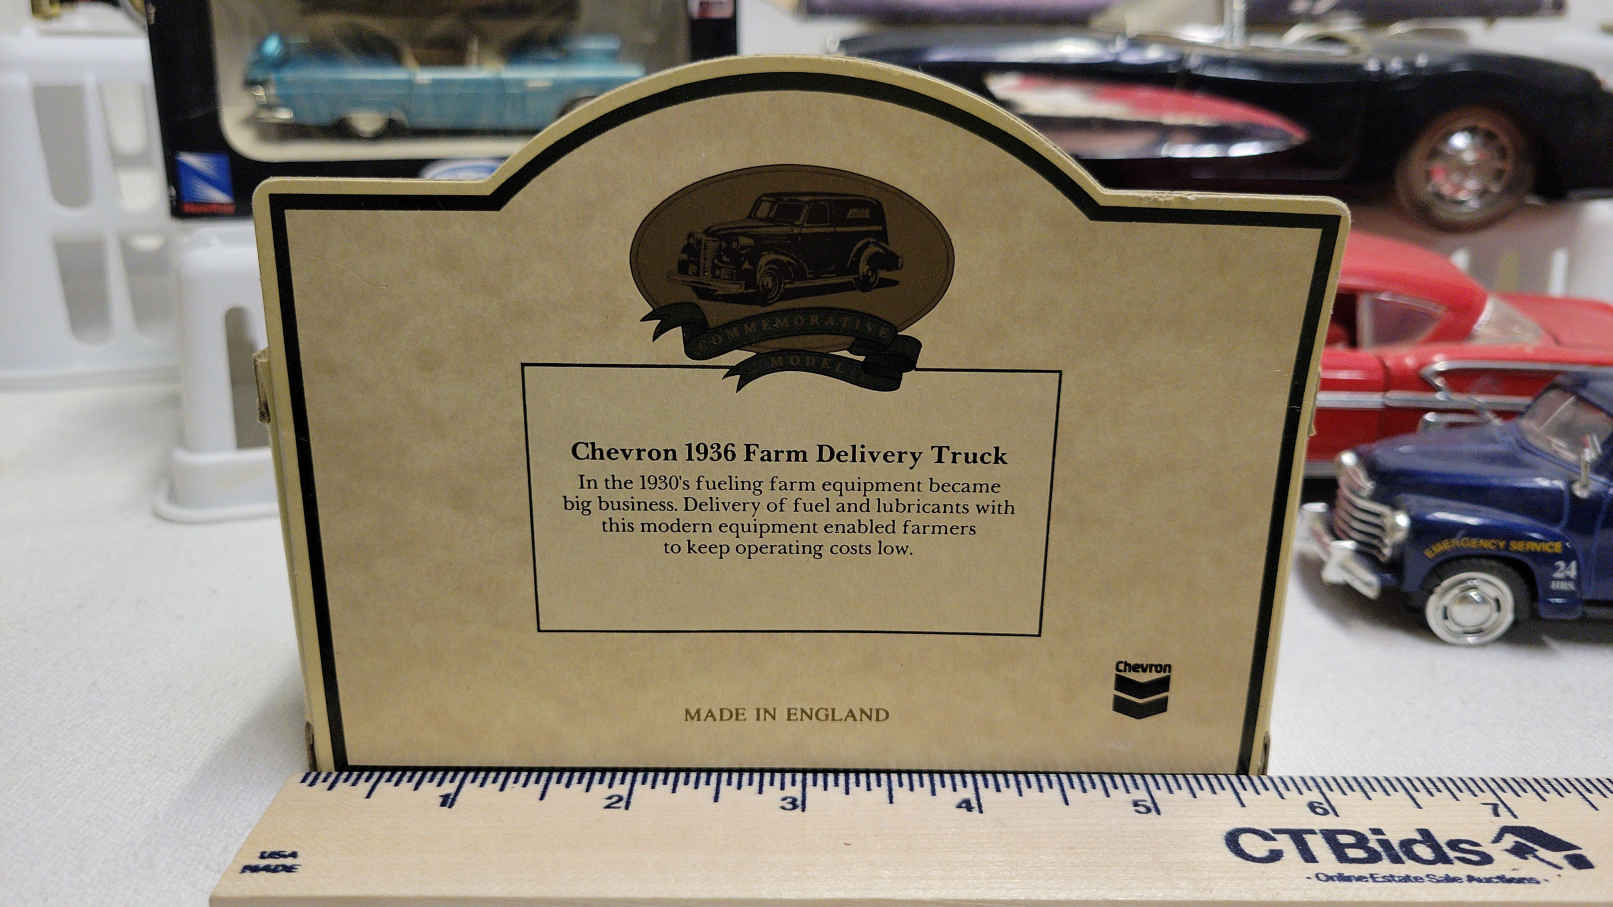 COMMEMORATIVE
MODELS
Chevron 1936 Farm Delivery Truck
In the 1930's fueling farm equipment became
big business. Delivery of fuel and lubricants with
this modern equipment enabled farmers
to keep operating costs low.
Chevron
MADE IN ENGLAND
EMERGENCY SERVICE
24
HRS.
1 2 3 4 5 6 7
USA
MADE
CTBids
- Online Estate Sale Auctions -